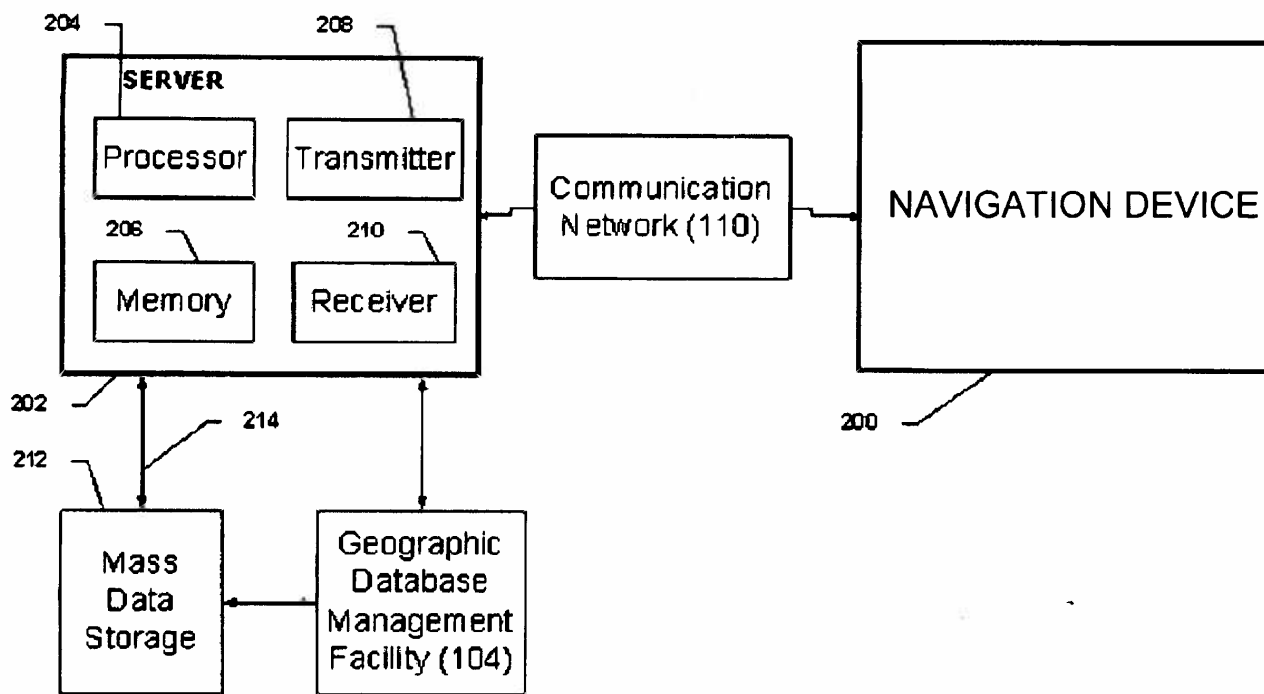 204
208
SERVER
Processor
Transmitter
206
210
Memory
Receiver
Communication
Network (110)
NAVIGATION DEVICE
202
214
200
212
Mass
Data
Storage
Geographic
Database
Management
Facility (104)